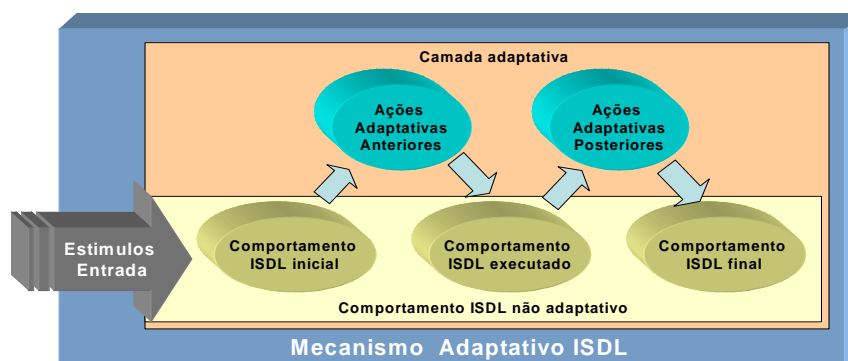 Camada adaptativa
Ações
Adaptativas
Anteriores
Ações
Adaptativas
Posteriores
Estimulos
Entrada
Comportamento
ISDL inicial
Comportamento
ISDL executado
Comportamento
ISDL final
Comportamento ISDL não adaptativo
Mecanismo Adaptativo ISDL